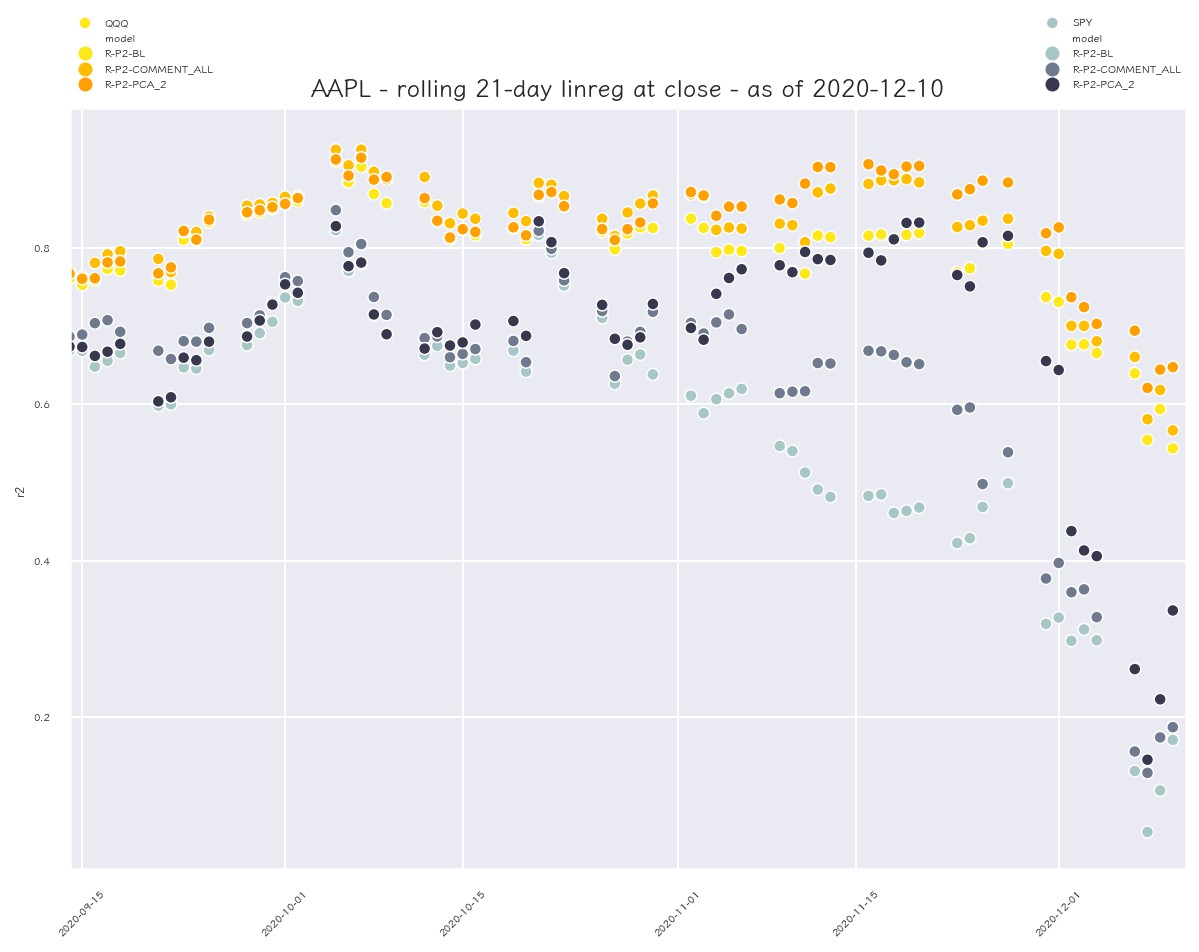 QQQ
model
R-P2-BL
R-P2-COMMENT_ALL
R-P2-PCA_2
SPY
model
R-P2-BL
R-P2-COMMENT_ALL
R-P2-PCA_2
AAPL - rolling 21-day linreg at close - as of 2020-12-10
r2
0.8
0.6
0.4
0.2
2020-09-15
2020-10-01
2020-10-15
2020-11-01
2020-11-15
2020-12-01